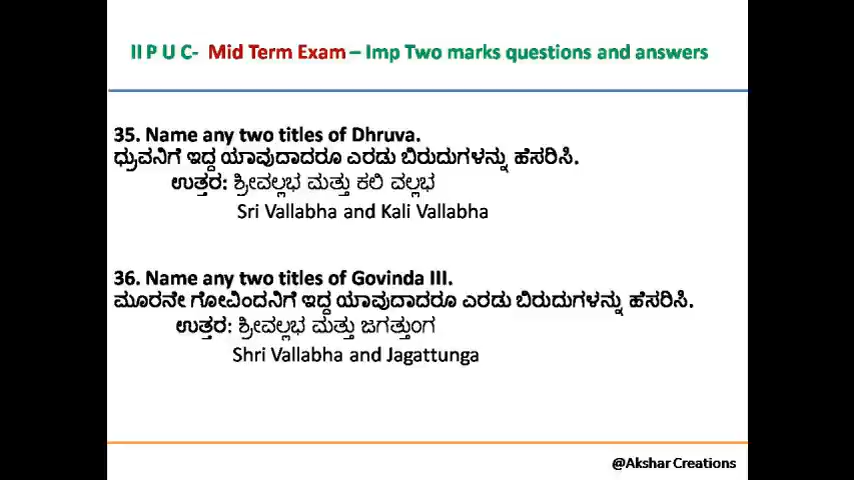 II P U C- Mid Term Exam – Imp Two marks questions and answers
35. Name any two titles of Dhruva.
ಧ್ರುವನಿಗೆ ಇದ್ದ ಯಾವುದಾದರೂ ಎರಡು ಬಿರುದುಗಳನ್ನು ಹೆಸರಿಸಿ.
ಉತ್ತರ: ಶ್ರೀವಲ್ಲಭ ಮತ್ತು ಕಲಿ ವಲ್ಲಭ
Sri Vallabha and Kali Vallabha
36. Name any two titles of Govinda III.
ಮೂರನೇ ಗೋವಿಂದನಿಗೆ ಇದ್ದ ಯಾವುದಾದರೂ ಎರಡು ಬಿರುದುಗಳನ್ನು ಹೆಸರಿಸಿ.
ಉತ್ತರ: ಶ್ರೀವಲ್ಲಭ ಮತ್ತು ಜಗತ್ತುಂಗ
Shri Vallabha and Jagattunga
@Akshar Creations